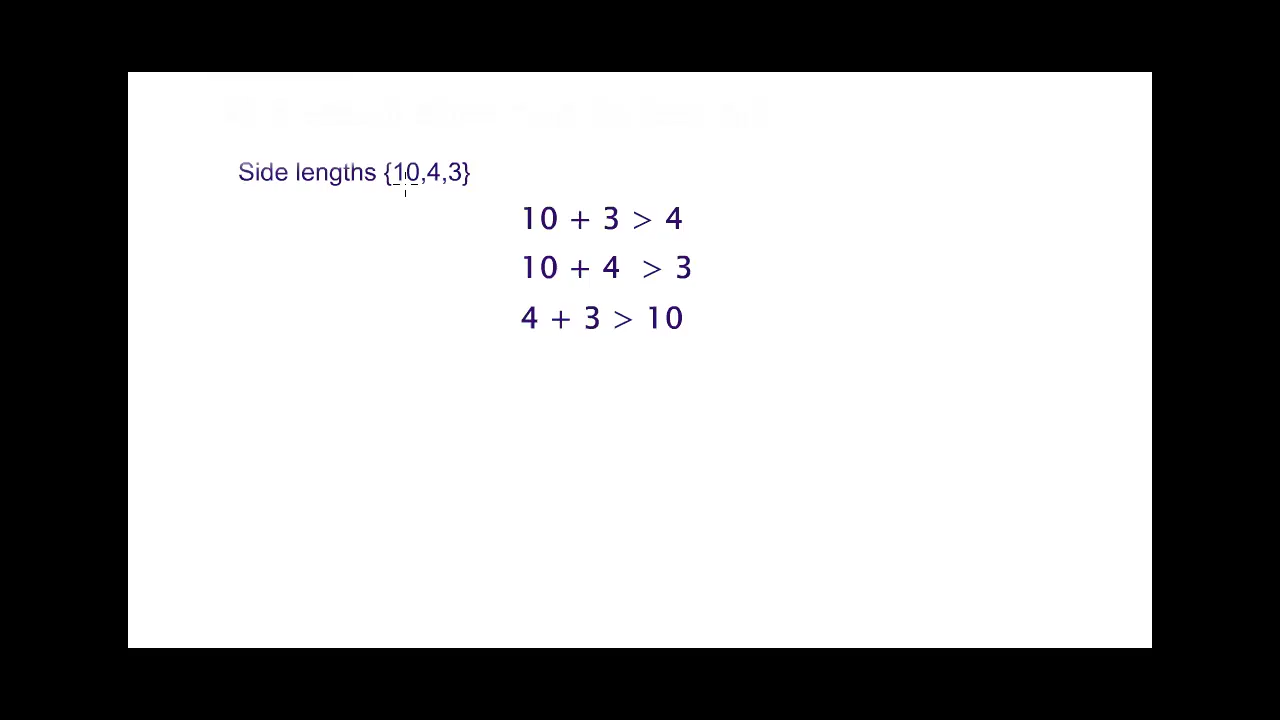 Side lengths {10,4,3}
10 + 3 > 4
10 + 4 > 3
4 + 3 > 10